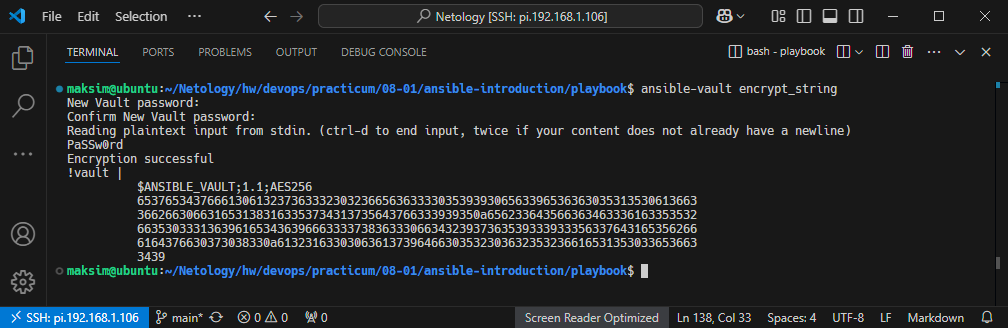 File Edit Selection ··· Netology [SSH: pi.192.168.1.106]
TERMINAL PORTS PROBLEMS OUTPUT DEBUG CONSOLE bash - playbook
maksim@ubuntu:~/Netology/hw/devops/practicum/08-01/ansible-introduction/playbook$ ansible-vault encrypt_string
New Vault password:
Confirm New Vault password:
Reading plaintext input from stdin. (ctrl-d to end input, twice if your content does not already have a newline)
PaSSw0rd
Encryption successful
!vault |
$ANSIBLE_VAULT;1.1;AES256
65376534376661306132373633323032366563633330353939306563396536363035313530613663
3662663066316531383163353734313735643766333939350a656233643566363463336163353532
66353033313639616534363966633337383633306634323937363539383933356337643165356266
6164376630373038330a613231633030636137396466303532303632353236616531353033653663
3439
maksim@ubuntu:~/Netology/hw/devops/practicum/08-01/ansible-introduction/playbook$
SSH: pi.192.168.1.106 main* 0 0 0 Screen Reader Optimized Ln 138, Col 33 Spaces: 4 UTF-8 LF Markdown